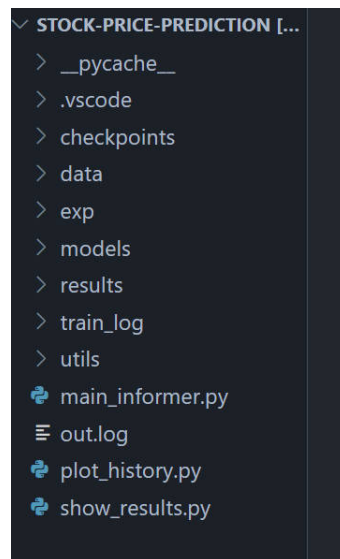 STOCK-PRICE-PREDICTION [...
__pycache__
.vscode
checkpoints
data
exp
models
results
train_log
utils
main_informer.py
out.log
plot_history.py
show_results.py